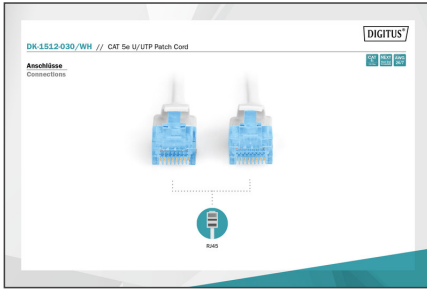 DIGITUS®
DK-1512-030/WH // CAT 5e U/UTP Patch Cord
Anschlüsse
Connections
RJ45